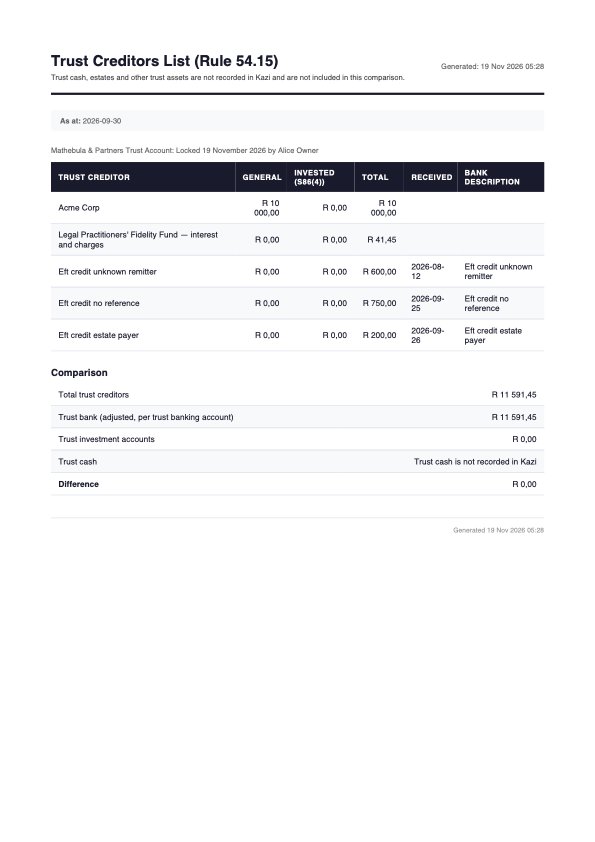 Trust Creditors List (Rule 54.15)
Generated: 19 Nov 2026 05:28
Trust cash, estates and other trust assets are not recorded in Kazi and are not included in this comparison.
As at: 2026-09-30
Mathebula & Partners Trust Account: Locked 19 November 2026 by Alice Owner
TRUST CREDITOR GENERAL INVESTED (S86(4)) TOTAL RECEIVED BANK DESCRIPTION
Acme Corp R 10 000,00 R 0,00 R 10 000,00
Legal Practitioners' Fidelity Fund — interest and charges R 0,00 R 0,00 R 41,45
Eft credit unknown remitter R 0,00 R 0,00 R 600,00 2026-08-12 Eft credit unknown remitter
Eft credit no reference R 0,00 R 0,00 R 750,00 2026-09-25 Eft credit no reference
Eft credit estate payer R 0,00 R 0,00 R 200,00 2026-09-26 Eft credit estate payer
Comparison
Total trust creditors R 11 591,45
Trust bank (adjusted, per trust banking account) R 11 591,45
Trust investment accounts R 0,00
Trust cash Trust cash is not recorded in Kazi
Difference R 0,00
Generated 19 Nov 2026 05:28